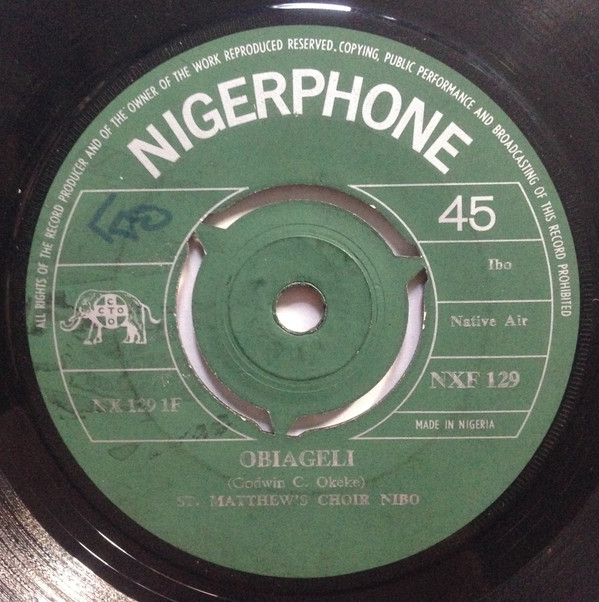 ALL RIGHTS OF THE RECORD PRODUCER AND OF THE OWNER OF THE WORK REPRODUCED RESERVED. COPYING, PUBLIC PERFORMANCE AND BROADCASTING OF THIS RECORD PROHIBITED
NIGERPHONE
45
Ibo
C
CTO
O
Native Air
NX 129 1F
NXF 129
MADE IN NIGERIA
OBIAGELI
(Godwin C. Okeke)
ST. MATTHEW'S CHOIR NIBO